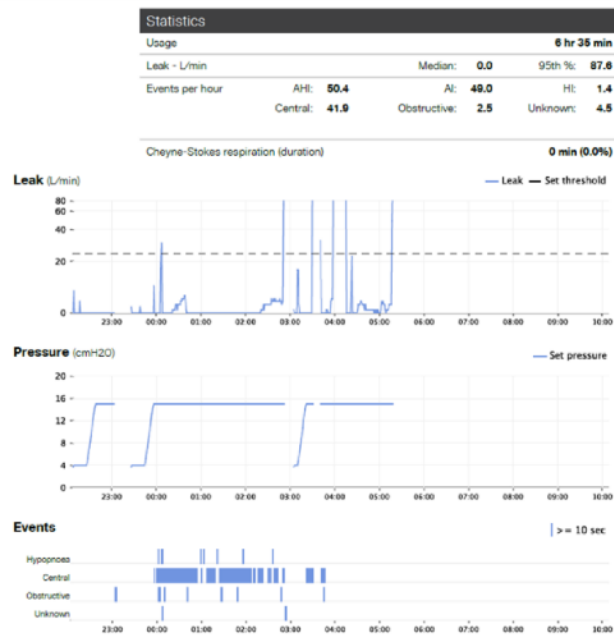 Statistics
Usage 6 hr 35 min
Leak - L/min Median: 0.0 95th %: 87.6
Events per hour AHI: 50.4 AI: 49.0 HI: 1.4
Central: 41.9 Obstructive: 2.5 Unknown: 4.5
Cheyne-Stokes respiration (duration) 0 min (0.0%)
Leak (L/min) Leak Set threshold
80
60
40
20
0
23:00 00:00 01:00 02:00 03:00 04:00 05:00 06:00 07:00 08:00 09:00 10:00
Pressure (cmH2O) Set pressure
20
16
12
8
4
0
23:00 00:00 01:00 02:00 03:00 04:00 05:00 06:00 07:00 08:00 09:00 10:00
Events >= 10 sec
Hypopnoea
Central
Obstructive
Unknown
23:00 00:00 01:00 02:00 03:00 04:00 05:00 06:00 07:00 08:00 09:00 10:00